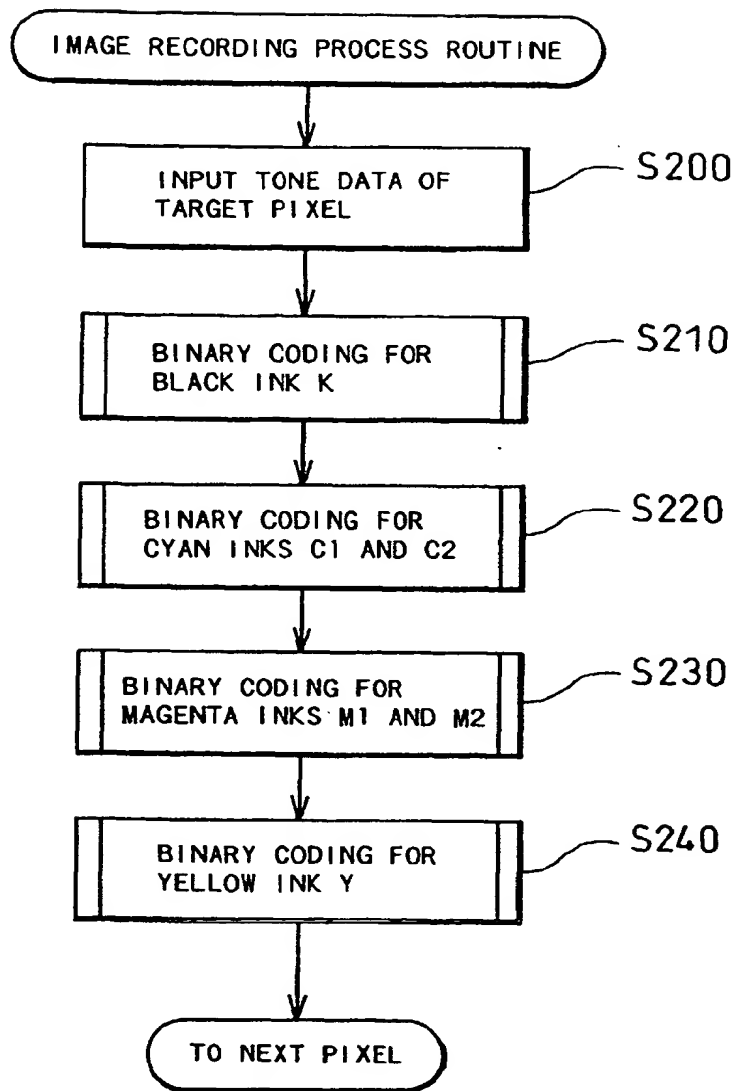 IMAGE RECORDING PROCESS ROUTINE
INPUT TONE DATA OF
TARGET PIXEL
S200
BINARY CODING FOR
BLACK INK K
S210
BINARY CODING FOR
CYAN INKS C1 AND C2
S220
BINARY CODING FOR
MAGENTA INKS M1 AND M2
S230
BINARY CODING FOR
YELLOW INK Y
S240
TO NEXT PIXEL